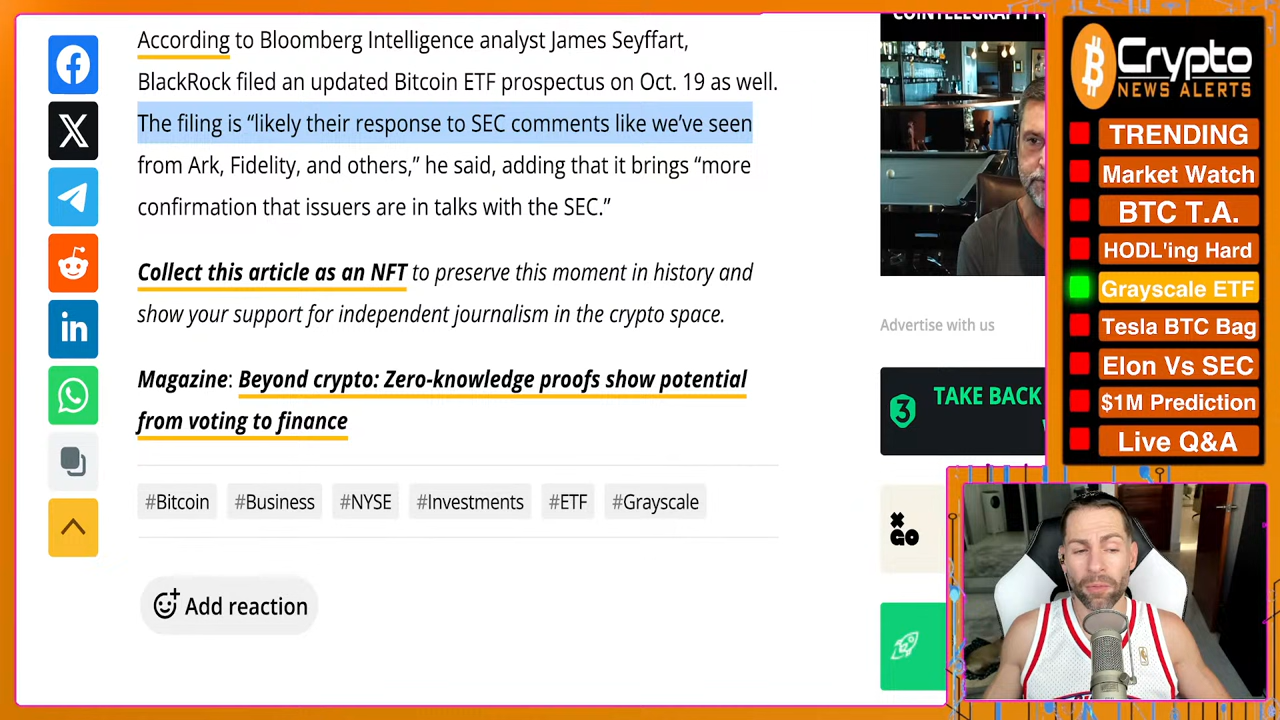 COINTELEGRAPH
According to Bloomberg Intelligence analyst James Seyffart,
BlackRock filed an updated Bitcoin ETF prospectus on Oct. 19 as well.
The filing is “likely their response to SEC comments like we’ve seen
from Ark, Fidelity, and others,” he said, adding that it brings “more
confirmation that issuers are in talks with the SEC.”
Collect this article as an NFT to preserve this moment in history and
show your support for independent journalism in the crypto space.
Magazine: Beyond crypto: Zero-knowledge proofs show potential
from voting to finance
#Bitcoin
#Business
#NYSE
#Investments
#ETF
#Grayscale
Add reaction
in
Advertise with us
3
TAKE BACK
GO
Crypto
NEWS ALERTS
TRENDING
Market Watch
BTC T.A.
HODL'ing Hard
Grayscale ETF
Tesla BTC Bag
Elon Vs SEC
$1M Prediction
Live Q&A